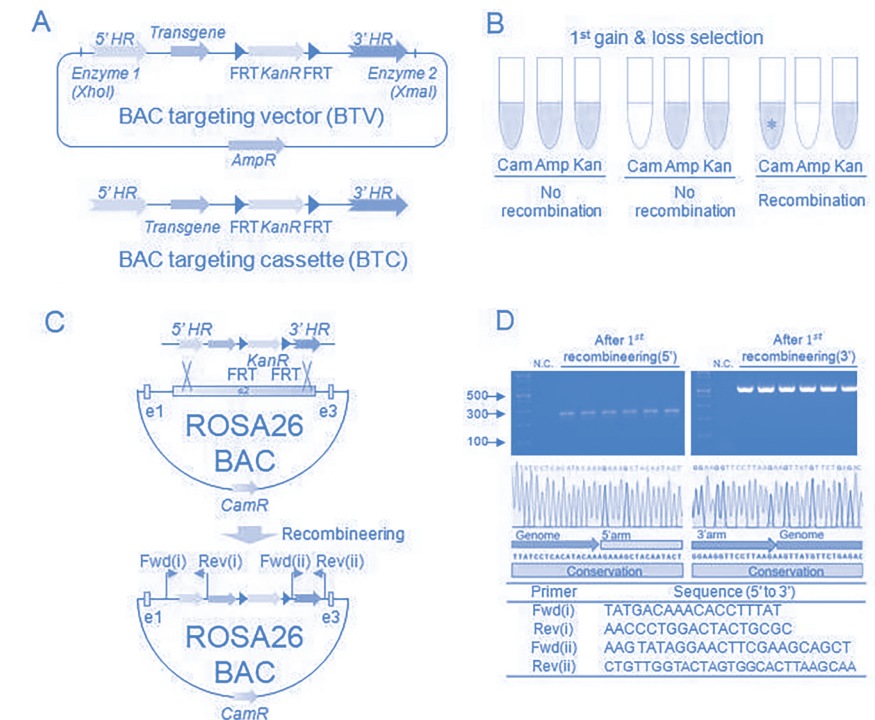 A
5' HR
Transgene
3' HR
Enzyme 1
(XhoI)
FRT KanR FRT
Enzyme 2
(XmaI)
BAC targeting vector (BTV)
AmpR
5' HR
3' HR
Transgene FRT KanR FRT
BAC targeting cassette (BTC)
B
1st gain & loss selection
*
Cam Amp Kan
Cam Amp Kan
Cam Amp Kan
No
recombination
No
recombination
Recombination
C
5' HR
3' HR
KanR
FRT FRT
e2
e1
e3
ROSA26
BAC
CamR
Recombineering
Fwd(i) Rev(i) Fwd(ii) Rev(ii)
e1
e3
ROSA26
BAC
CamR
D
After 1st
recombineering(5')
After 1st
recombineering(3')
N.C.
N.C.
500
300
100
Genome
5'arm
3'arm
Genome
TTATCCTCACATACAAAGAAAGCTACAATACT
GGAAGGTTCCTTAAGAAGTTATGTTCTGAGAC
Conservation
Conservation
Primer Sequence (5' to 3')
Fwd(i) TATGACAAACACCTTTAT
Rev(i) AACCCTGGACTACTGCGC
Fwd(ii) AAGTATAGGAACTTCGAAGCAGCT
Rev(ii) CTGTTGGTACTAGTGGCACTTAAGCAA